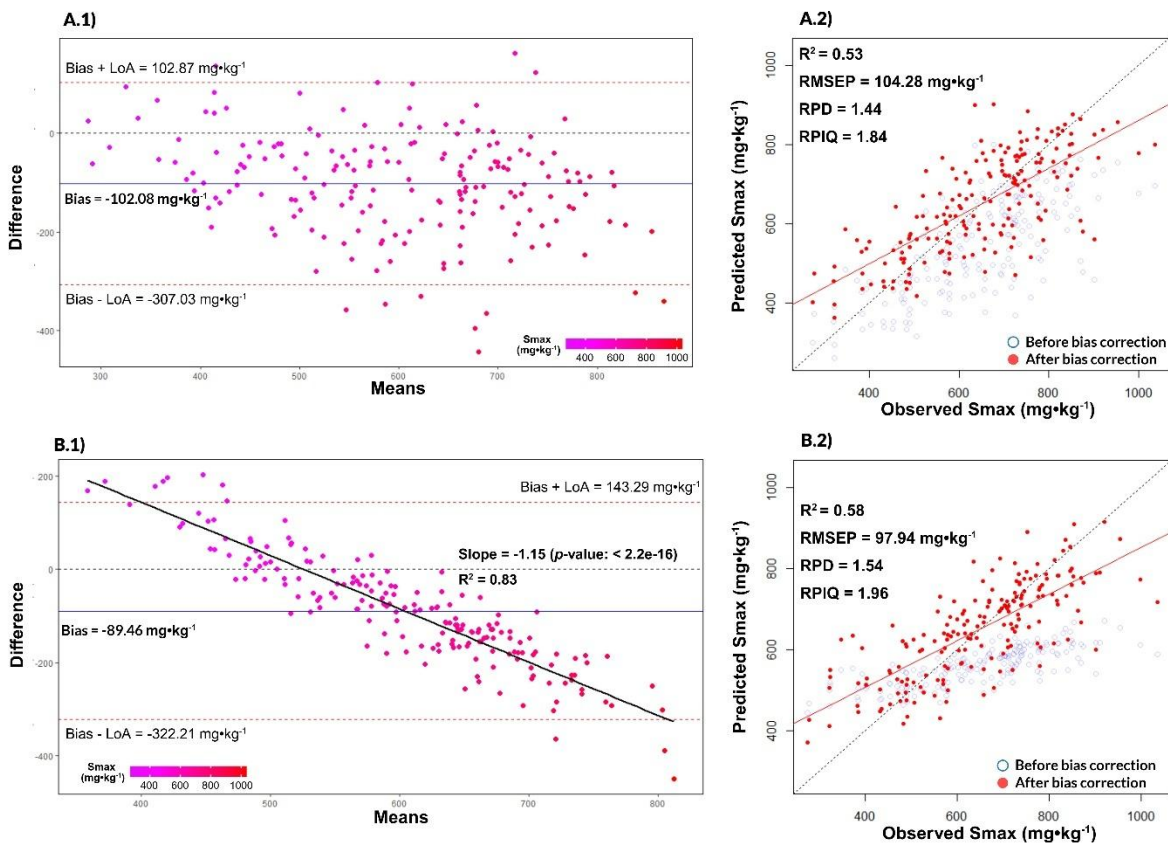 A.1)
Bias + LoA = 102.87 mg•kg⁻¹
0
Bias = -102.08 mg•kg⁻¹
-200
Bias - LoA = -307.03 mg•kg⁻¹
-400
Difference
Smax
(mg•kg⁻¹)
400 600 800 1000
300 400 500 600 700 800
Means
A.2)
R² = 0.53
RMSEP = 104.28 mg•kg⁻¹
RPD = 1.44
RPIQ = 1.84
1000
800
600
400
Predicted Smax (mg•kg⁻¹)
Before bias correction
After bias correction
400 600 800 1000
Observed Smax (mg•kg⁻¹)
B.1)
200
Bias + LoA = 143.29 mg•kg⁻¹
Slope = -1.15 (p-value: < 2.2e-16)
R² = 0.83
0
Bias = -89.46 mg•kg⁻¹
-200
Bias - LoA = -322.21 mg•kg⁻¹
-400
Difference
Smax
(mg•kg⁻¹)
400 600 800 1000
400 500 600 700 800
Means
B.2)
R² = 0.58
RMSEP = 97.94 mg•kg⁻¹
RPD = 1.54
RPIQ = 1.96
1000
800
600
400
Predicted Smax (mg•kg⁻¹)
Before bias correction
After bias correction
400 600 800 1000
Observed Smax (mg•kg⁻¹)